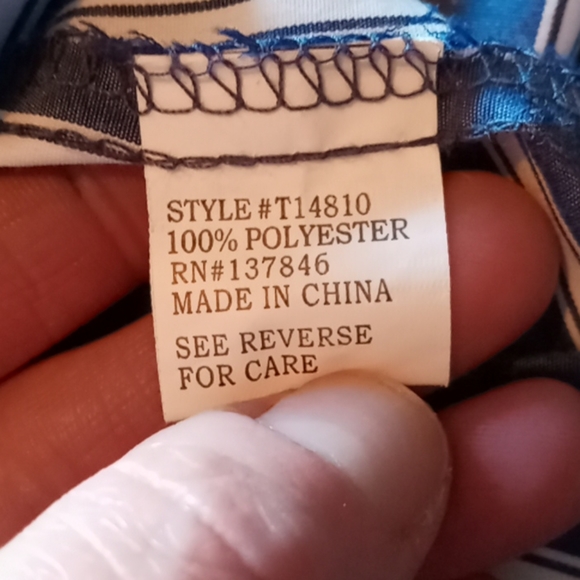 STYLE #T14810
100% POLYESTER
RN#137846
MADE IN CHINA
SEE REVERSE
FOR CARE